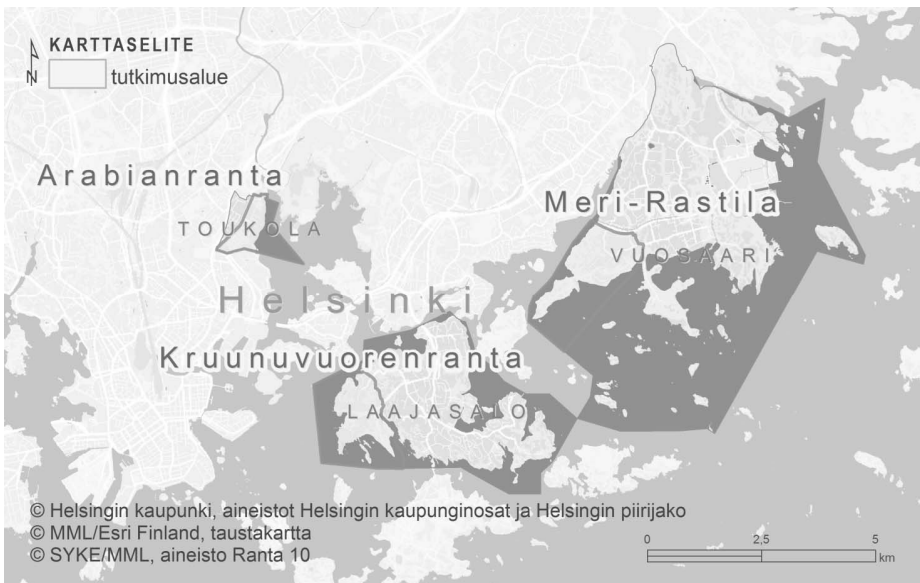 KARTTASELITE
N
tutkimusalue
Arabianranta
TOUKOLA
Meri-Rastila
VUOSAARI
Helsinki
Kruunuvuorenranta
LAAJASALO
© Helsingin kaupunki, aineistot Helsingin kaupunginosat ja Helsingin piirijako
© MML/Esri Finland, taustakartta
© SYKE/MML, aineisto Ranta 10
0 2,5 5
km